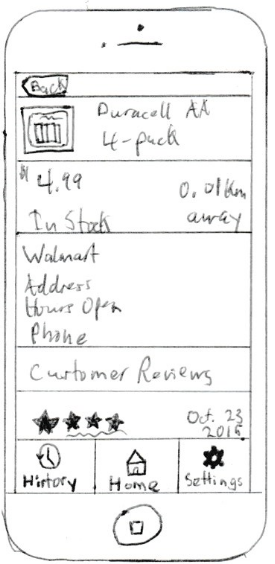 Back
Duracell AA
4-pack
$4.99
0.01km
away
In Stock
Walmart
Address
Hours Open
Phone
Customer Reviews
Oct. 23
History
Home
Settings